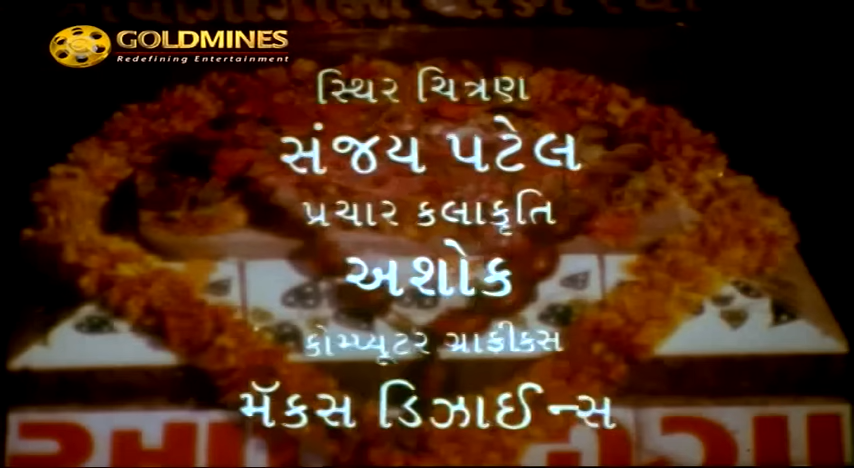 GOLDMINES
Redefining Entertainment
સ્થિર ચિત્રણ
સંજય પટેલ
પ્રચાર કલાકૃતિ
અશોક
કોમ્પ્યૂટર ગ્રાફીકસ
મૅક્સ ડિઝાઈન્સ